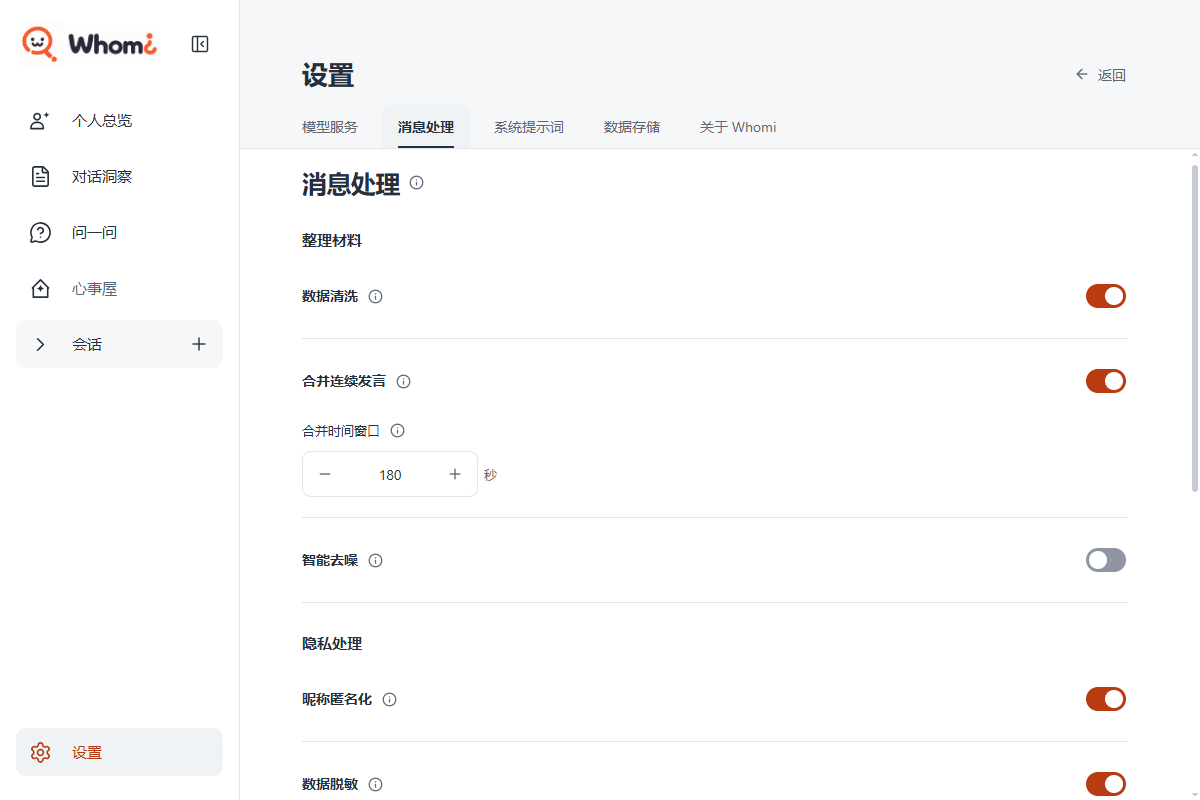 Whomi
个人总览
对话洞察
问一问
心事屋
会话
设置
设置
返回
模型服务
消息处理
系统提示词
数据存储
关于 Whomi
消息处理
整理材料
数据清洗
合并连续发言
合并时间窗口
180
秒
智能去噪
隐私处理
昵称匿名化
数据脱敏